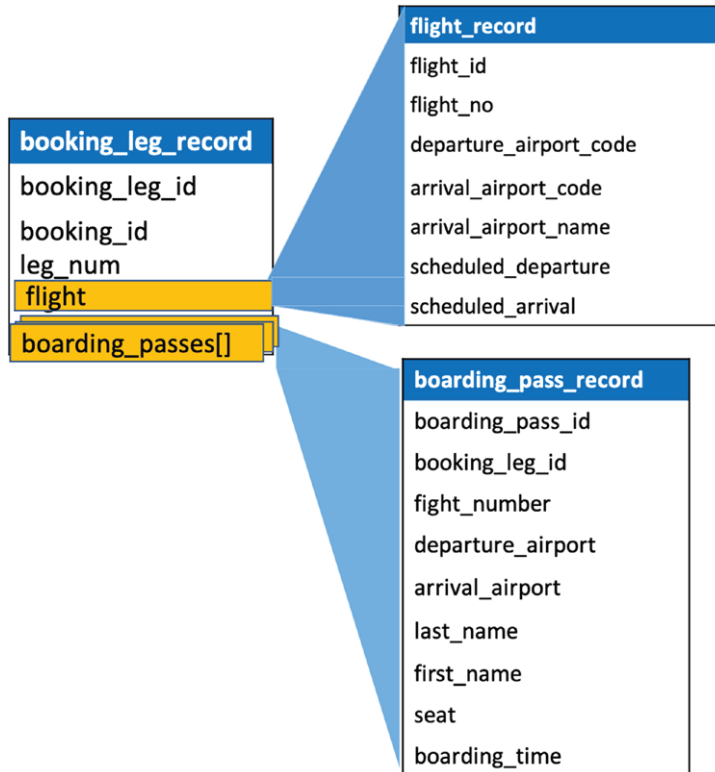 booking_leg_record
booking_leg_id
booking_id
leg_num
flight
boarding_passes[]
flight_record
flight_id
flight_no
departure_airport_code
arrival_airport_code
arrival_airport_name
scheduled_departure
scheduled_arrival
boarding_pass_record
boarding_pass_id
booking_leg_id
fight_number
departure_airport
arrival_airport
last_name
first_name
seat
boarding_time